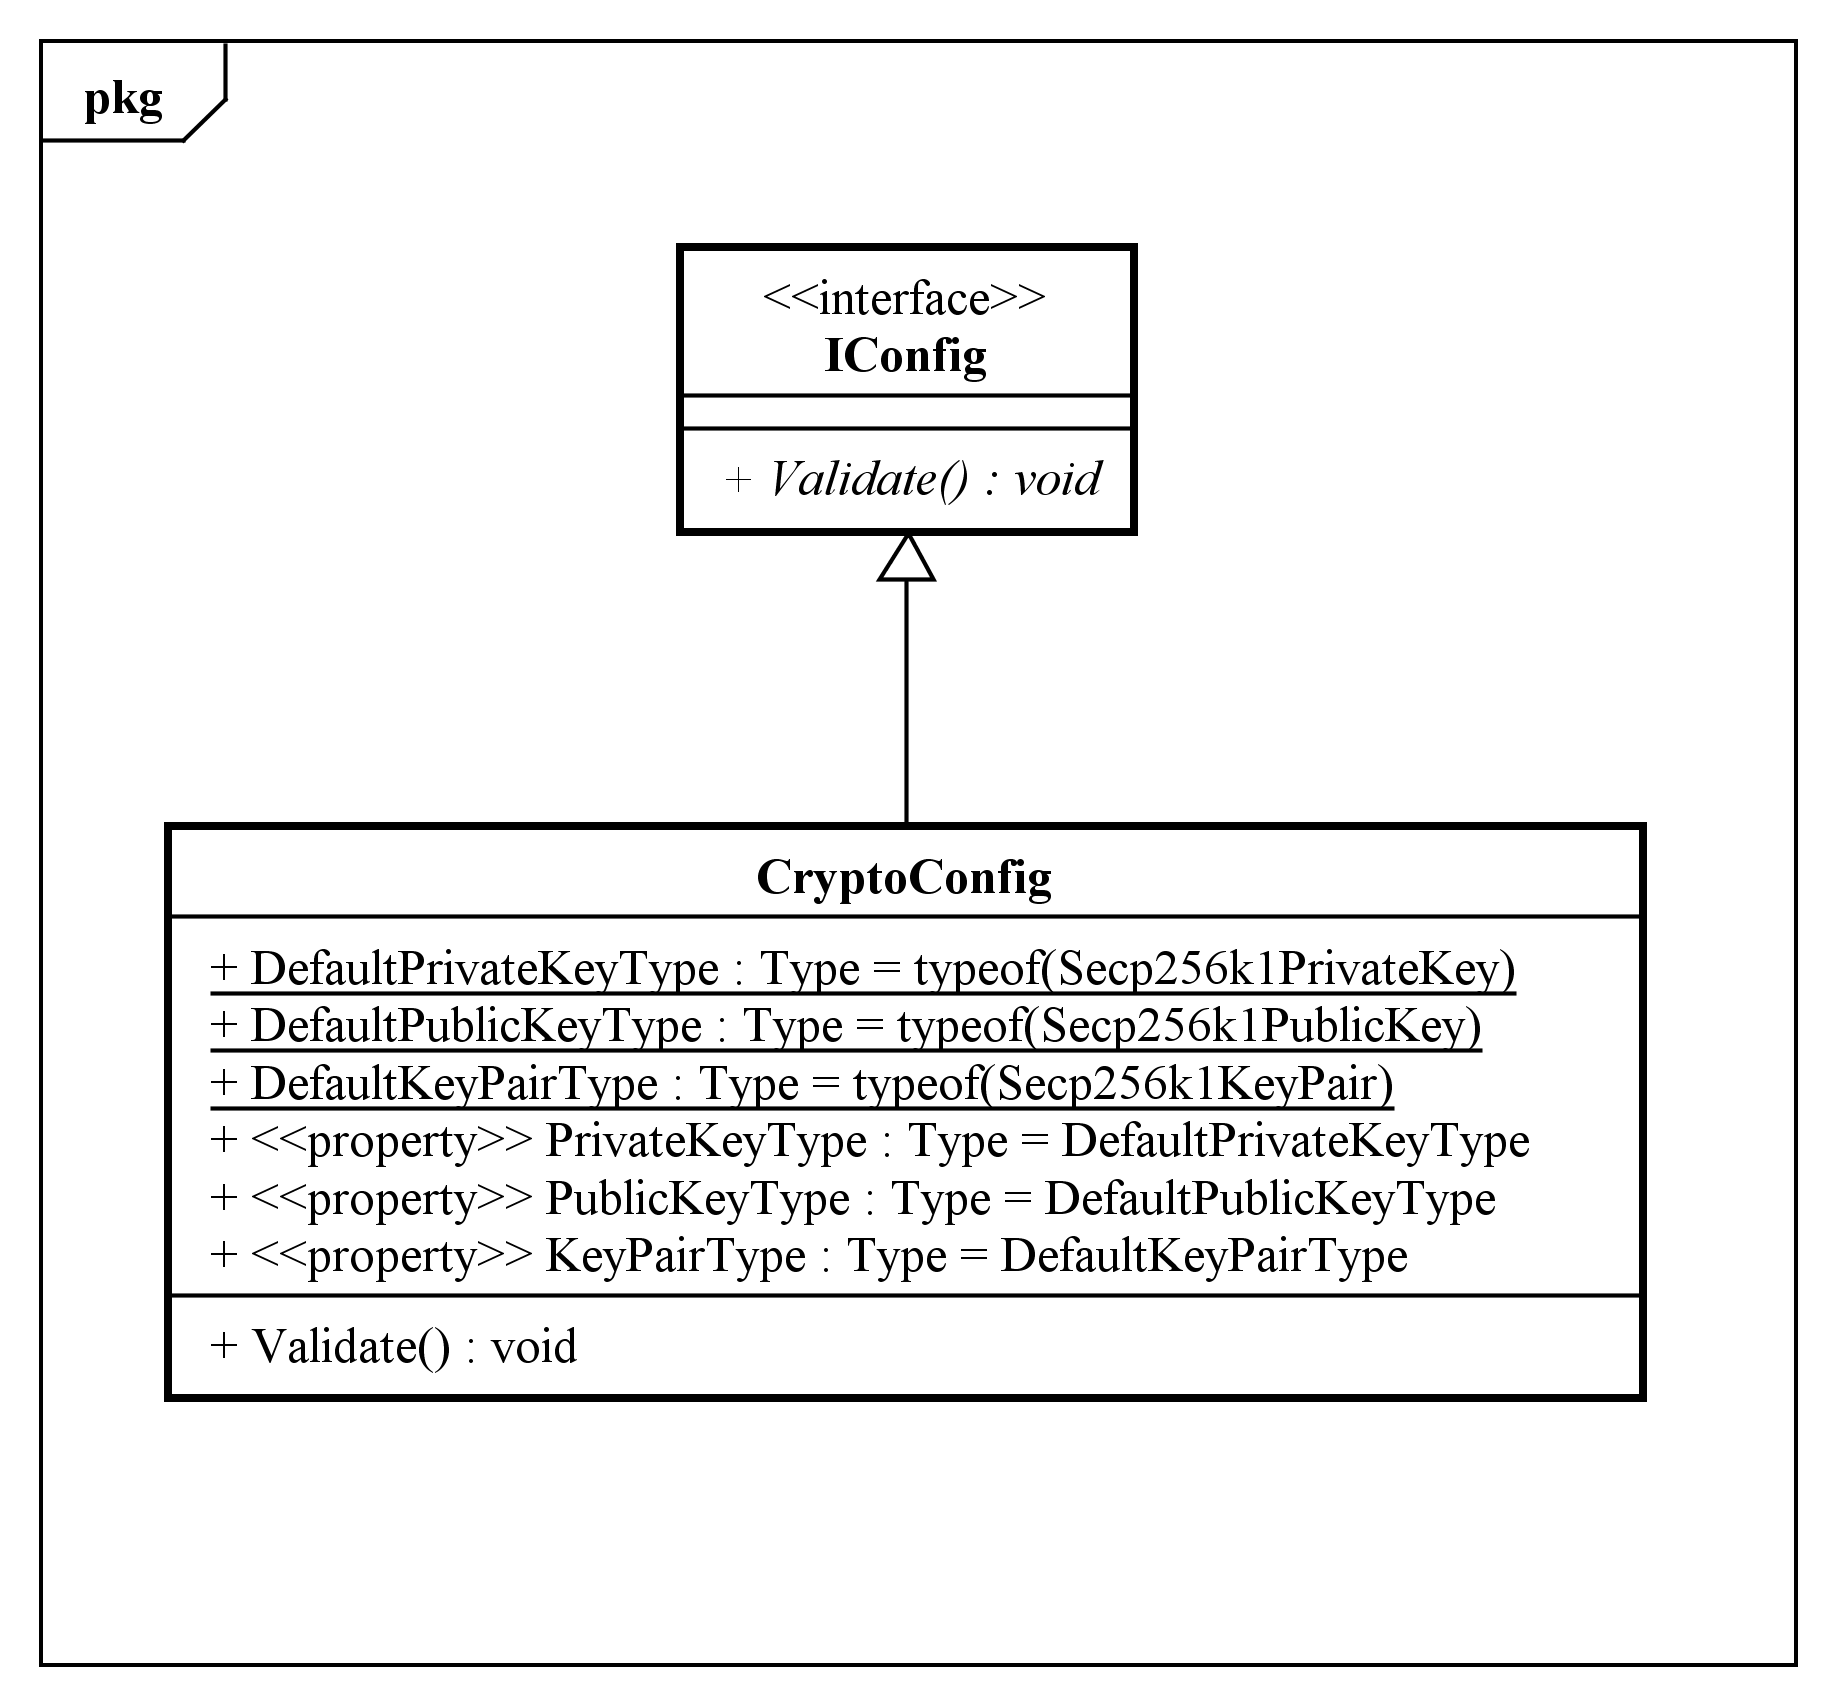 pkg
<<interface>>
IConfig
+ Validate() : void
CryptoConfig
+ DefaultPrivateKeyType : Type = typeof(Secp256k1PrivateKey)
+ DefaultPublicKeyType : Type = typeof(Secp256k1PublicKey)
+ DefaultKeyPairType : Type = typeof(Secp256k1KeyPair)
+ <<property>> PrivateKeyType : Type = DefaultPrivateKeyType
+ <<property>> PublicKeyType : Type = DefaultPublicKeyType
+ <<property>> KeyPairType : Type = DefaultKeyPairType
+ Validate() : void